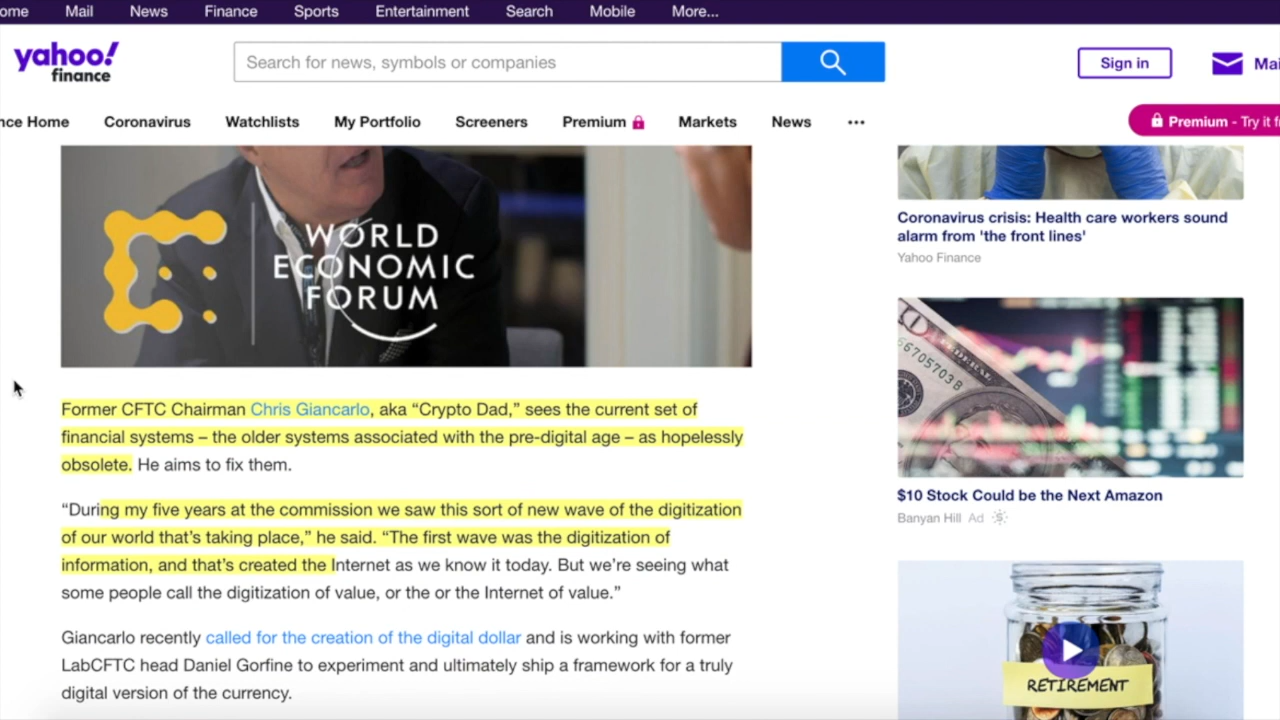 ome Mail News Finance Sports Entertainment Search Mobile More...
yahoo!
finance
Search for news, symbols or companies
Sign in
Mai
nce Home Coronavirus Watchlists My Portfolio Screeners Premium Markets News
Premium - Try it f
WORLD
ECONOMIC
FORUM
Former CFTC Chairman Chris Giancarlo, aka “Crypto Dad,” sees the current set of
financial systems – the older systems associated with the pre-digital age – as hopelessly
obsolete. He aims to fix them.
“During my five years at the commission we saw this sort of new wave of the digitization
of our world that’s taking place,” he said. “The first wave was the digitization of
information, and that’s created the Internet as we know it today. But we’re seeing what
some people call the digitization of value, or the or the Internet of value.”
Giancarlo recently called for the creation of the digital dollar and is working with former
LabCFTC head Daniel Gorfine to experiment and ultimately ship a framework for a truly
digital version of the currency.
Coronavirus crisis: Health care workers sound
alarm from 'the front lines'
Yahoo Finance
66705703B
$10 Stock Could be the Next Amazon
Banyan Hill Ad
RETIREMENT